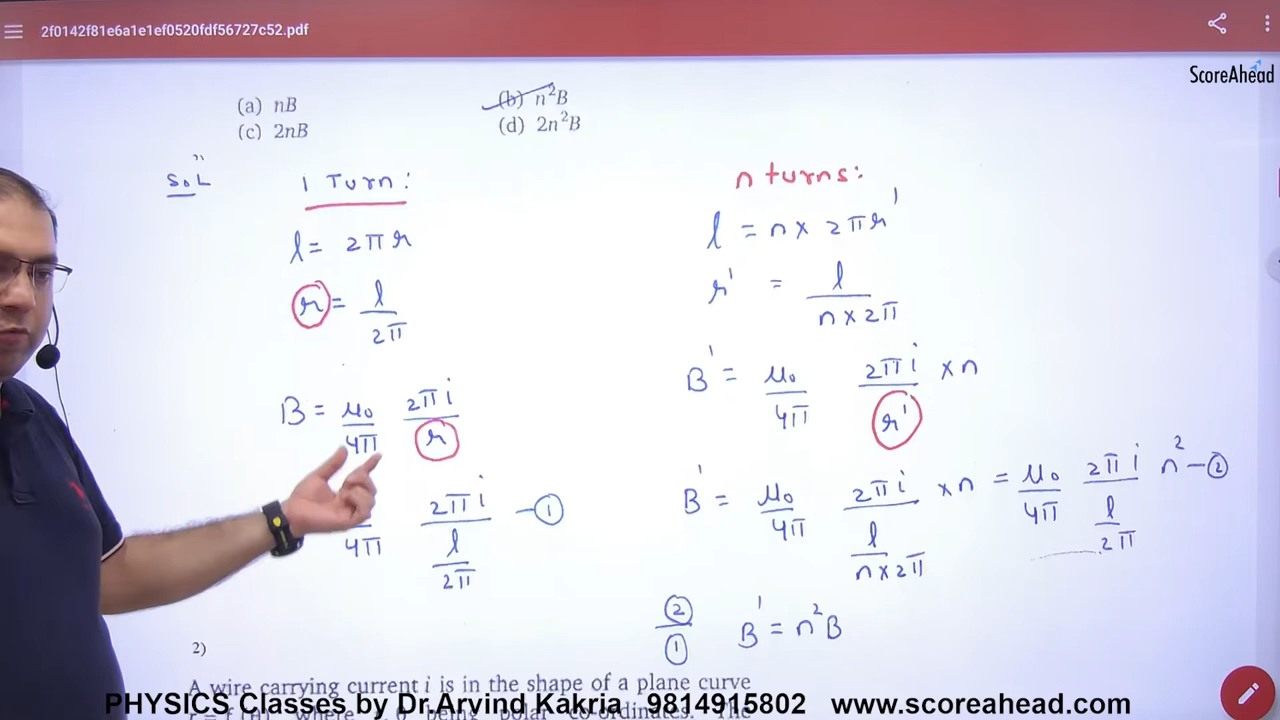 2f0142f81e6a1e1ef0520fdf56727c52.pdf
ScoreAhead
(a) nB
(b) n²B
(c) 2nB
(d) 2n²B
SOL
1 Turn:
l = 2πr
r = l/2π
B = μ₀/4π 2πi/r
/4π 2πi/(l/2π) — ①
n turns:
l = n × 2πr'
r' = l/(n × 2π)
B' = μ₀/4π 2πi/r' × n
B' = μ₀/4π 2πi/(l/(n × 2π)) × n = μ₀/4π 2πi/(l/2π) n² — ②
②/① B' = n²B
2)
A wire carrying current i is in the shape of a plane curve
PHYSICS Classes by Dr.Arvind Kakria 9814915802 www.scoreahead.com